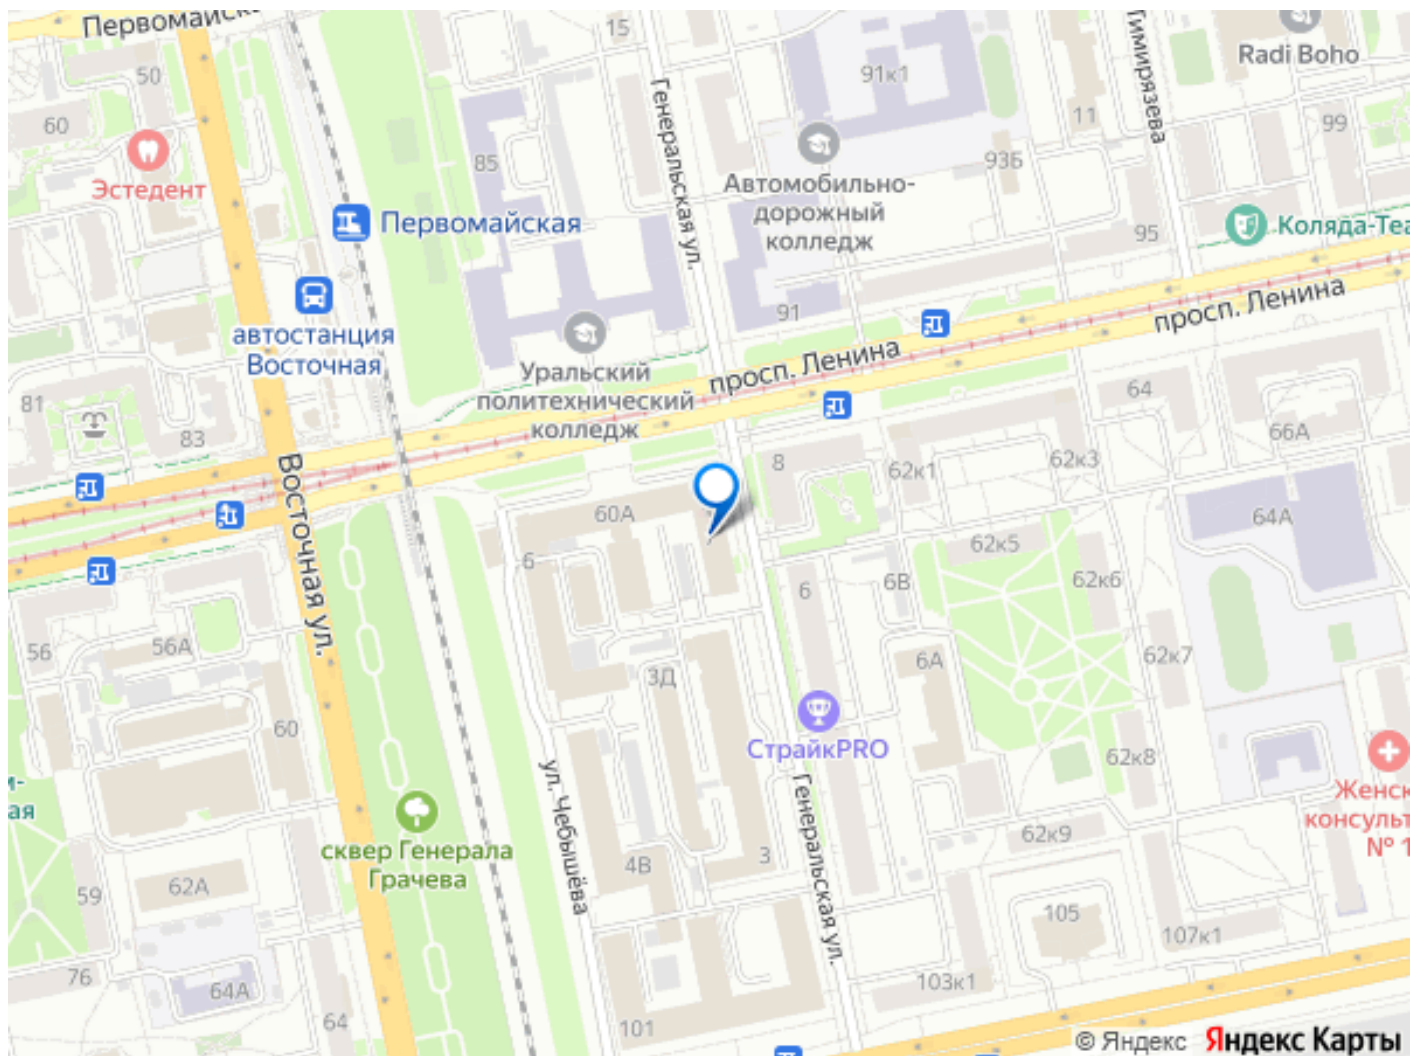 Первомайска
15
Тимирязева
Radi Boho
50
91к1
60
Генеральская ул.
11
99
Эстедент
85
Автомобильно-
дорожный
колледж
93Б
Первомайская
95
Коляда-Теа
автостанция
Восточная
91
просп. Ленина
Уральский
политехнический
колледж
просп. Ленина
81
83
64
66А
Восточная ул.
8
62к1
62к3
60А
64А
6
62к5
6
6В
62к6
56
56А
3Д
6А
62к7
60
СтрайкPRO
62к8
м-
ая
ул. Чебышёва
Генеральская ул.
Женск
консульт
№ 1
сквер Генерала
Грачева
62к9
59
62А
4В
3
105
107к1
76
64А
103к1
64
101
© Яндекс Яндекс Карты